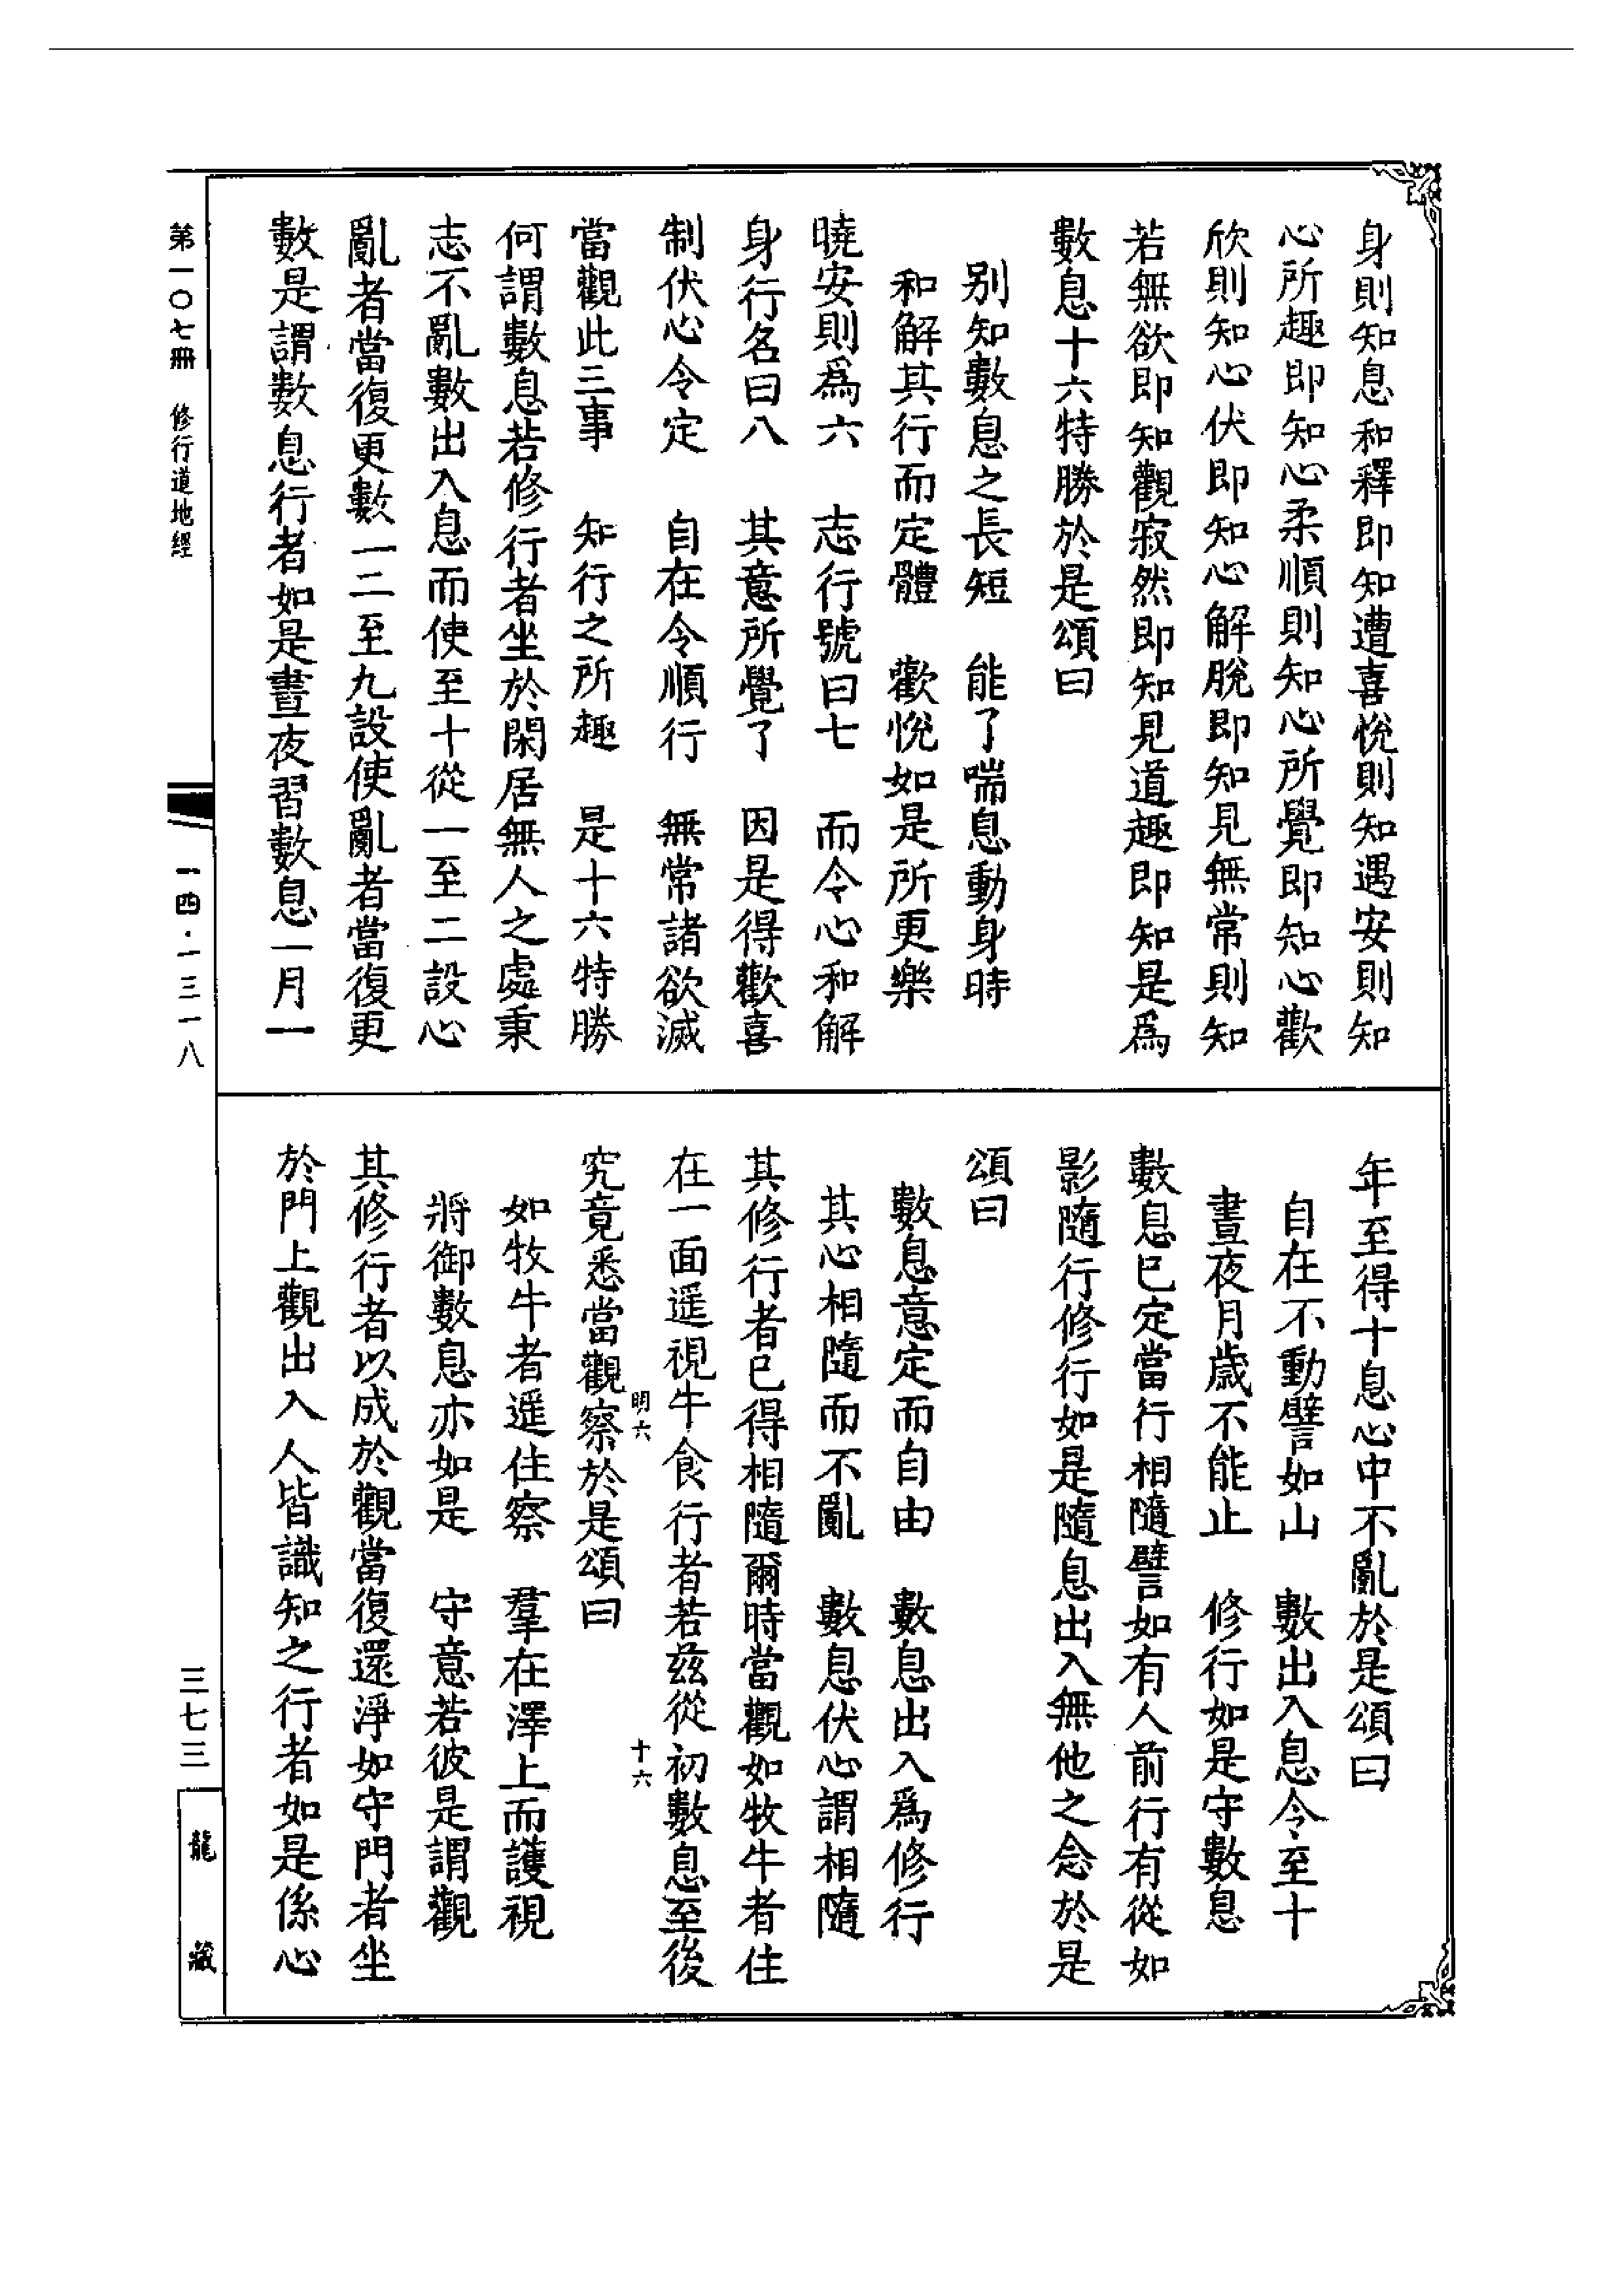 身則知息和釋即知遭喜悅則知遇安則知
心所趣即知心柔順則知心所覺即知心歡
欣則知心伏即知心解脫即知見無常則知
若無欲即知觀寂然即知見道趣即知是爲
數息十六特勝於是頌曰
别知數息之長短　能了喘息動身時
和解其行而定體　歡悅如是所更樂
曉安則爲六　志行號曰七　而令心和解
身行名曰八　其意所覺了　因是得歡喜
制伏心令定　自在令順行　無常諸欲滅
當觀此三事　知行之所趣　是十六特勝
何謂數息若修行者坐於閑居無人之處秉
志不亂數出入息而使至十從一至二設心
亂者當復更數一二至九設使亂者當復更
數是謂數息行者如是晝夜習數息一月一
年至得十息心中不亂於是頌曰
自在不動譬如山　數出入息令至十
晝夜月歲不能止　修行如是守數息
數息已定當行相隨譬如有人前行有從如
影隨行修行如是隨息出入無他之念於是
頌曰
數息意定而自由　數息出入爲修行
其心相隨而不亂　數息伏心謂相隨
其修行者已得相隨爾時當觀如牧牛者住
在一面遥視牛食行者若兹從初數息至後
明六　十六
究竟悉當觀察於是頌曰
如牧牛者遥住察　羣在澤上而護視
將御數息亦如是　守意若彼是謂觀
其修行者以成於觀當復還淨如守門者坐
於門上觀出入人皆識知之行者如是係心
第一〇七冊　修行道地經
一四·一三一八
三七三
龍藏